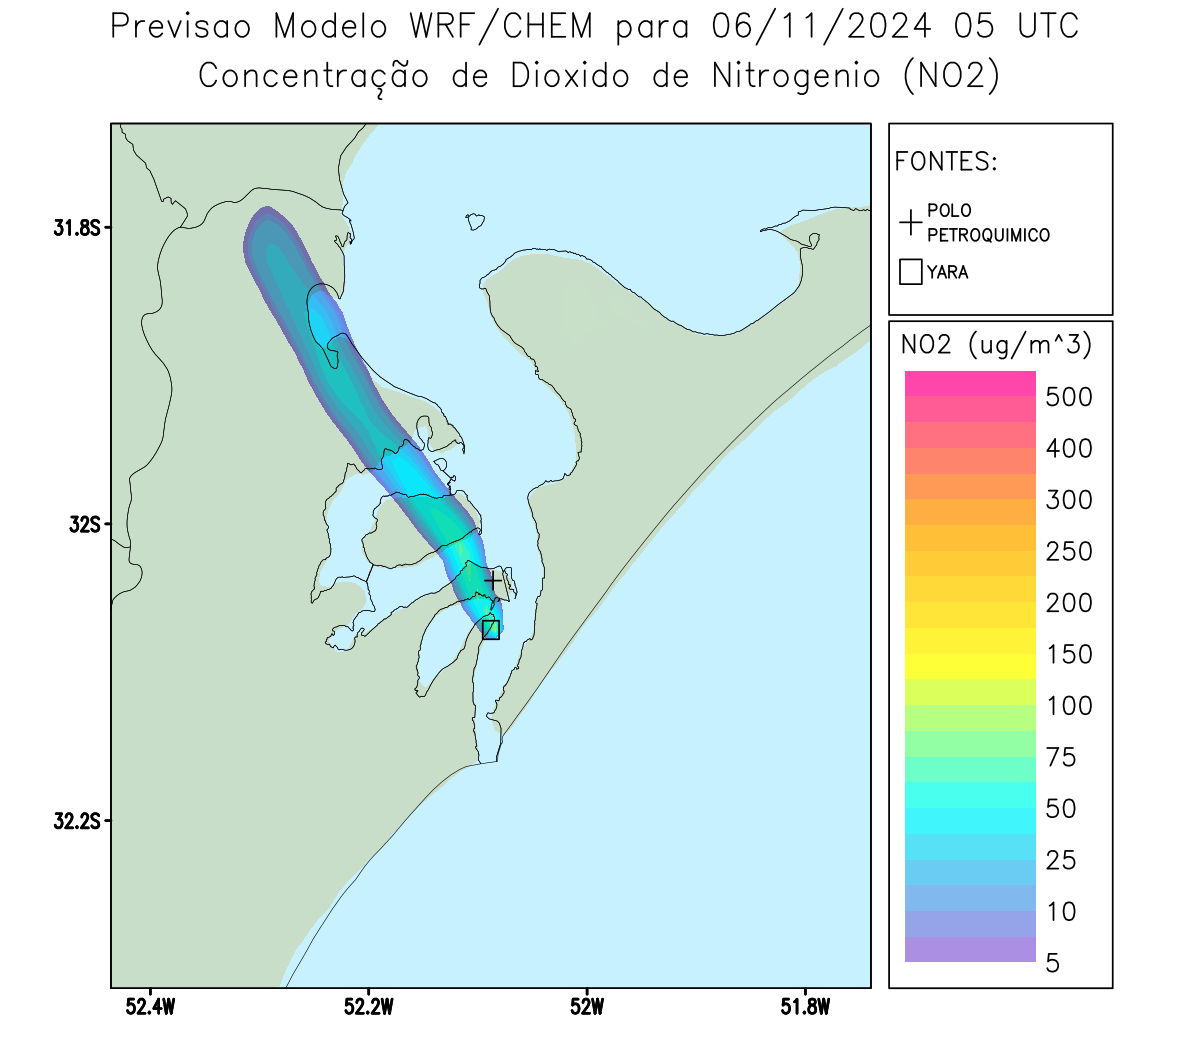 Previsao Modelo WRF/CHEM para 06/11/2024 05 UTC
Concentração de Dioxido de Nitrogenio (NO2)
FONTES:
POLO
PETROQUIMICO
YARA
NO2 (ug/m^3)
500
400
300
250
200
150
100
75
50
25
10
5
31.8S
32S
32.2S
52.4W
52.2W
52W
51.8W